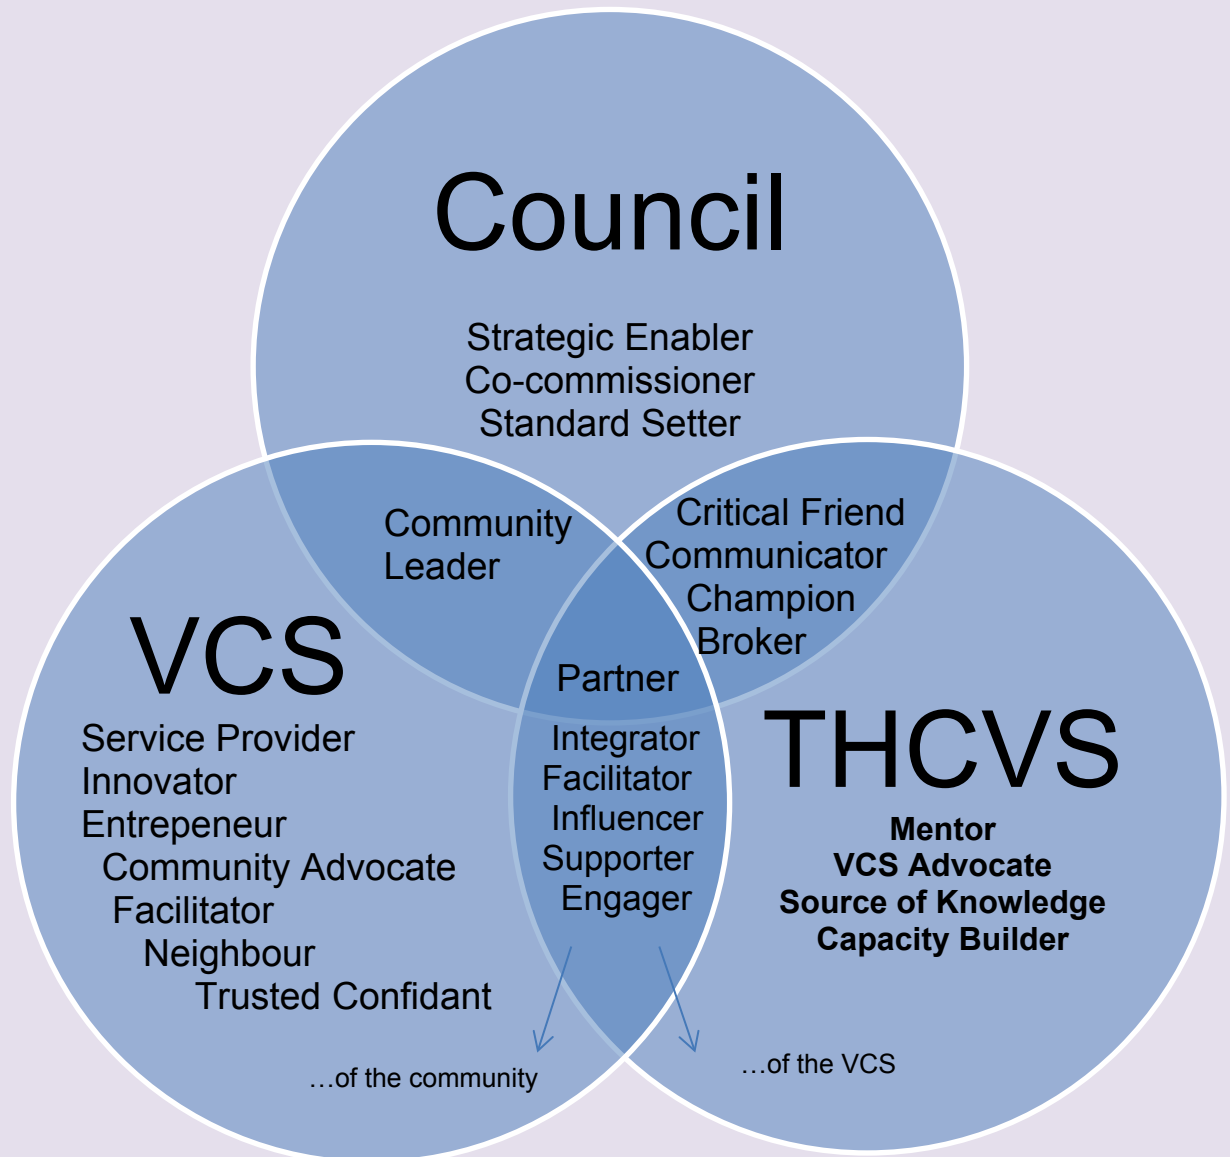 Council
Strategic Enabler
Co-commissioner
Standard Setter
Community
Leader
Critical Friend
Communicator
Champion
Broker
VCS
Service Provider
Innovator
Entrepeneur
Community Advocate
Facilitator
Neighbour
Trusted Confidant
…of the community
Partner
Integrator
Facilitator
Influencer
Supporter
Engager
THCVS
Mentor
VCS Advocate
Source of Knowledge
Capacity Builder
…of the VCS